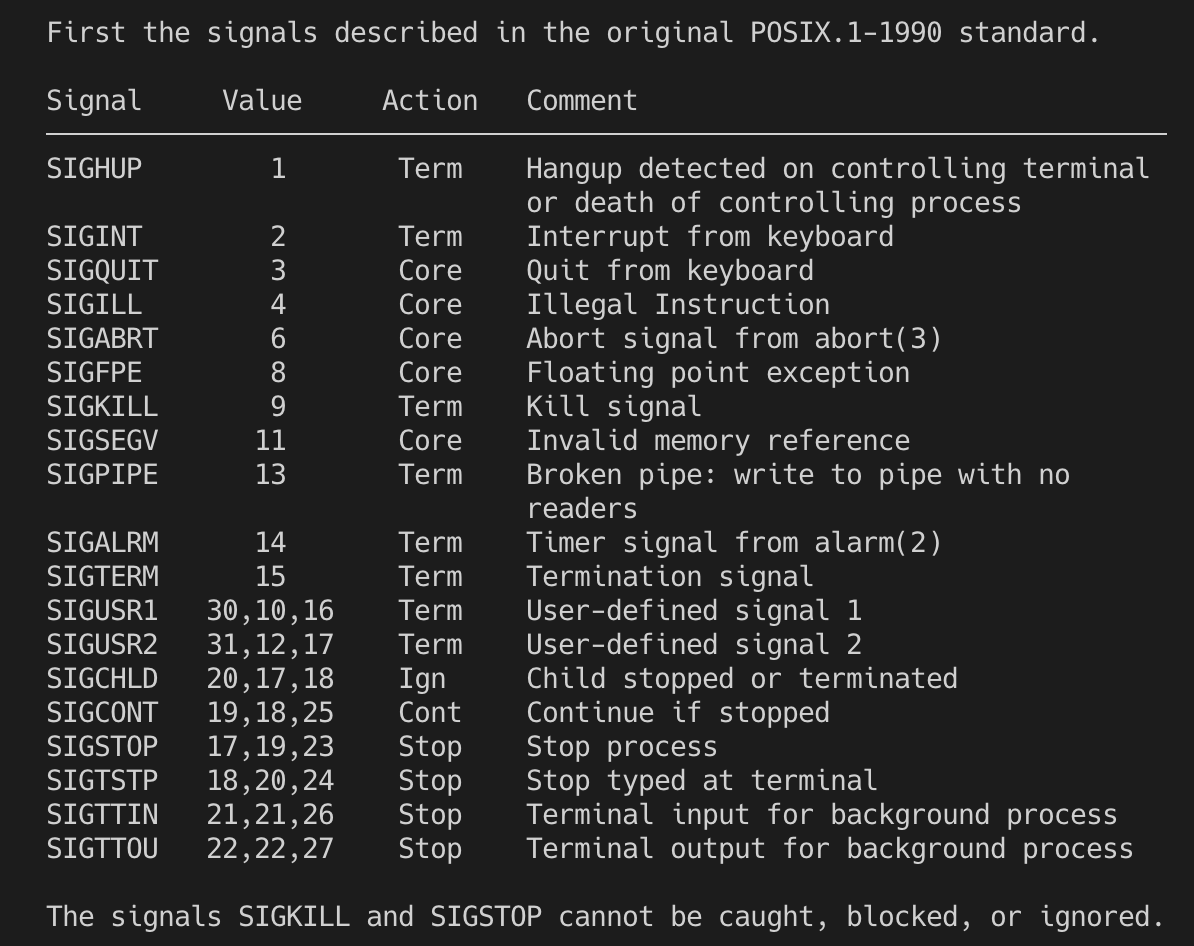 First the signals described in the original POSIX.1-1990 standard.
Signal Value Action Comment
SIGHUP 1 Term Hangup detected on controlling terminal
or death of controlling process
SIGINT 2 Term Interrupt from keyboard
SIGQUIT 3 Core Quit from keyboard
SIGILL 4 Core Illegal Instruction
SIGABRT 6 Core Abort signal from abort(3)
SIGFPE 8 Core Floating point exception
SIGKILL 9 Term Kill signal
SIGSEGV 11 Core Invalid memory reference
SIGPIPE 13 Term Broken pipe: write to pipe with no
readers
SIGALRM 14 Term Timer signal from alarm(2)
SIGTERM 15 Term Termination signal
SIGUSR1 30,10,16 Term User-defined signal 1
SIGUSR2 31,12,17 Term User-defined signal 2
SIGCHLD 20,17,18 Ign Child stopped or terminated
SIGCONT 19,18,25 Cont Continue if stopped
SIGSTOP 17,19,23 Stop Stop process
SIGTSTP 18,20,24 Stop Stop typed at terminal
SIGTTIN 21,21,26 Stop Terminal input for background process
SIGTTOU 22,22,27 Stop Terminal output for background process
The signals SIGKILL and SIGSTOP cannot be caught, blocked, or ignored.